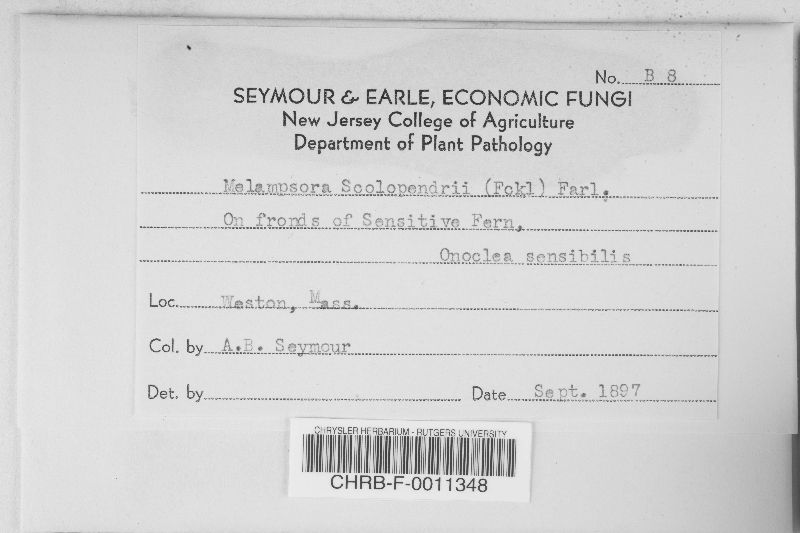 No. B 8
SEYMOUR & EARLE, ECONOMIC FUNGI
New Jersey College of Agriculture
Department of Plant Pathology
Melampsora Scolopendrii (Fckl) Farl.
On fronds of Sensitive Fern,
Onoclea sensibilis
Loc. Weston, Mass.
Col. by A.B. Seymour
Det. by
Date Sept. 1897
CHRYSLER HERBARIUM - RUTGERS UNIVERSITY
CHRB-F-0011348